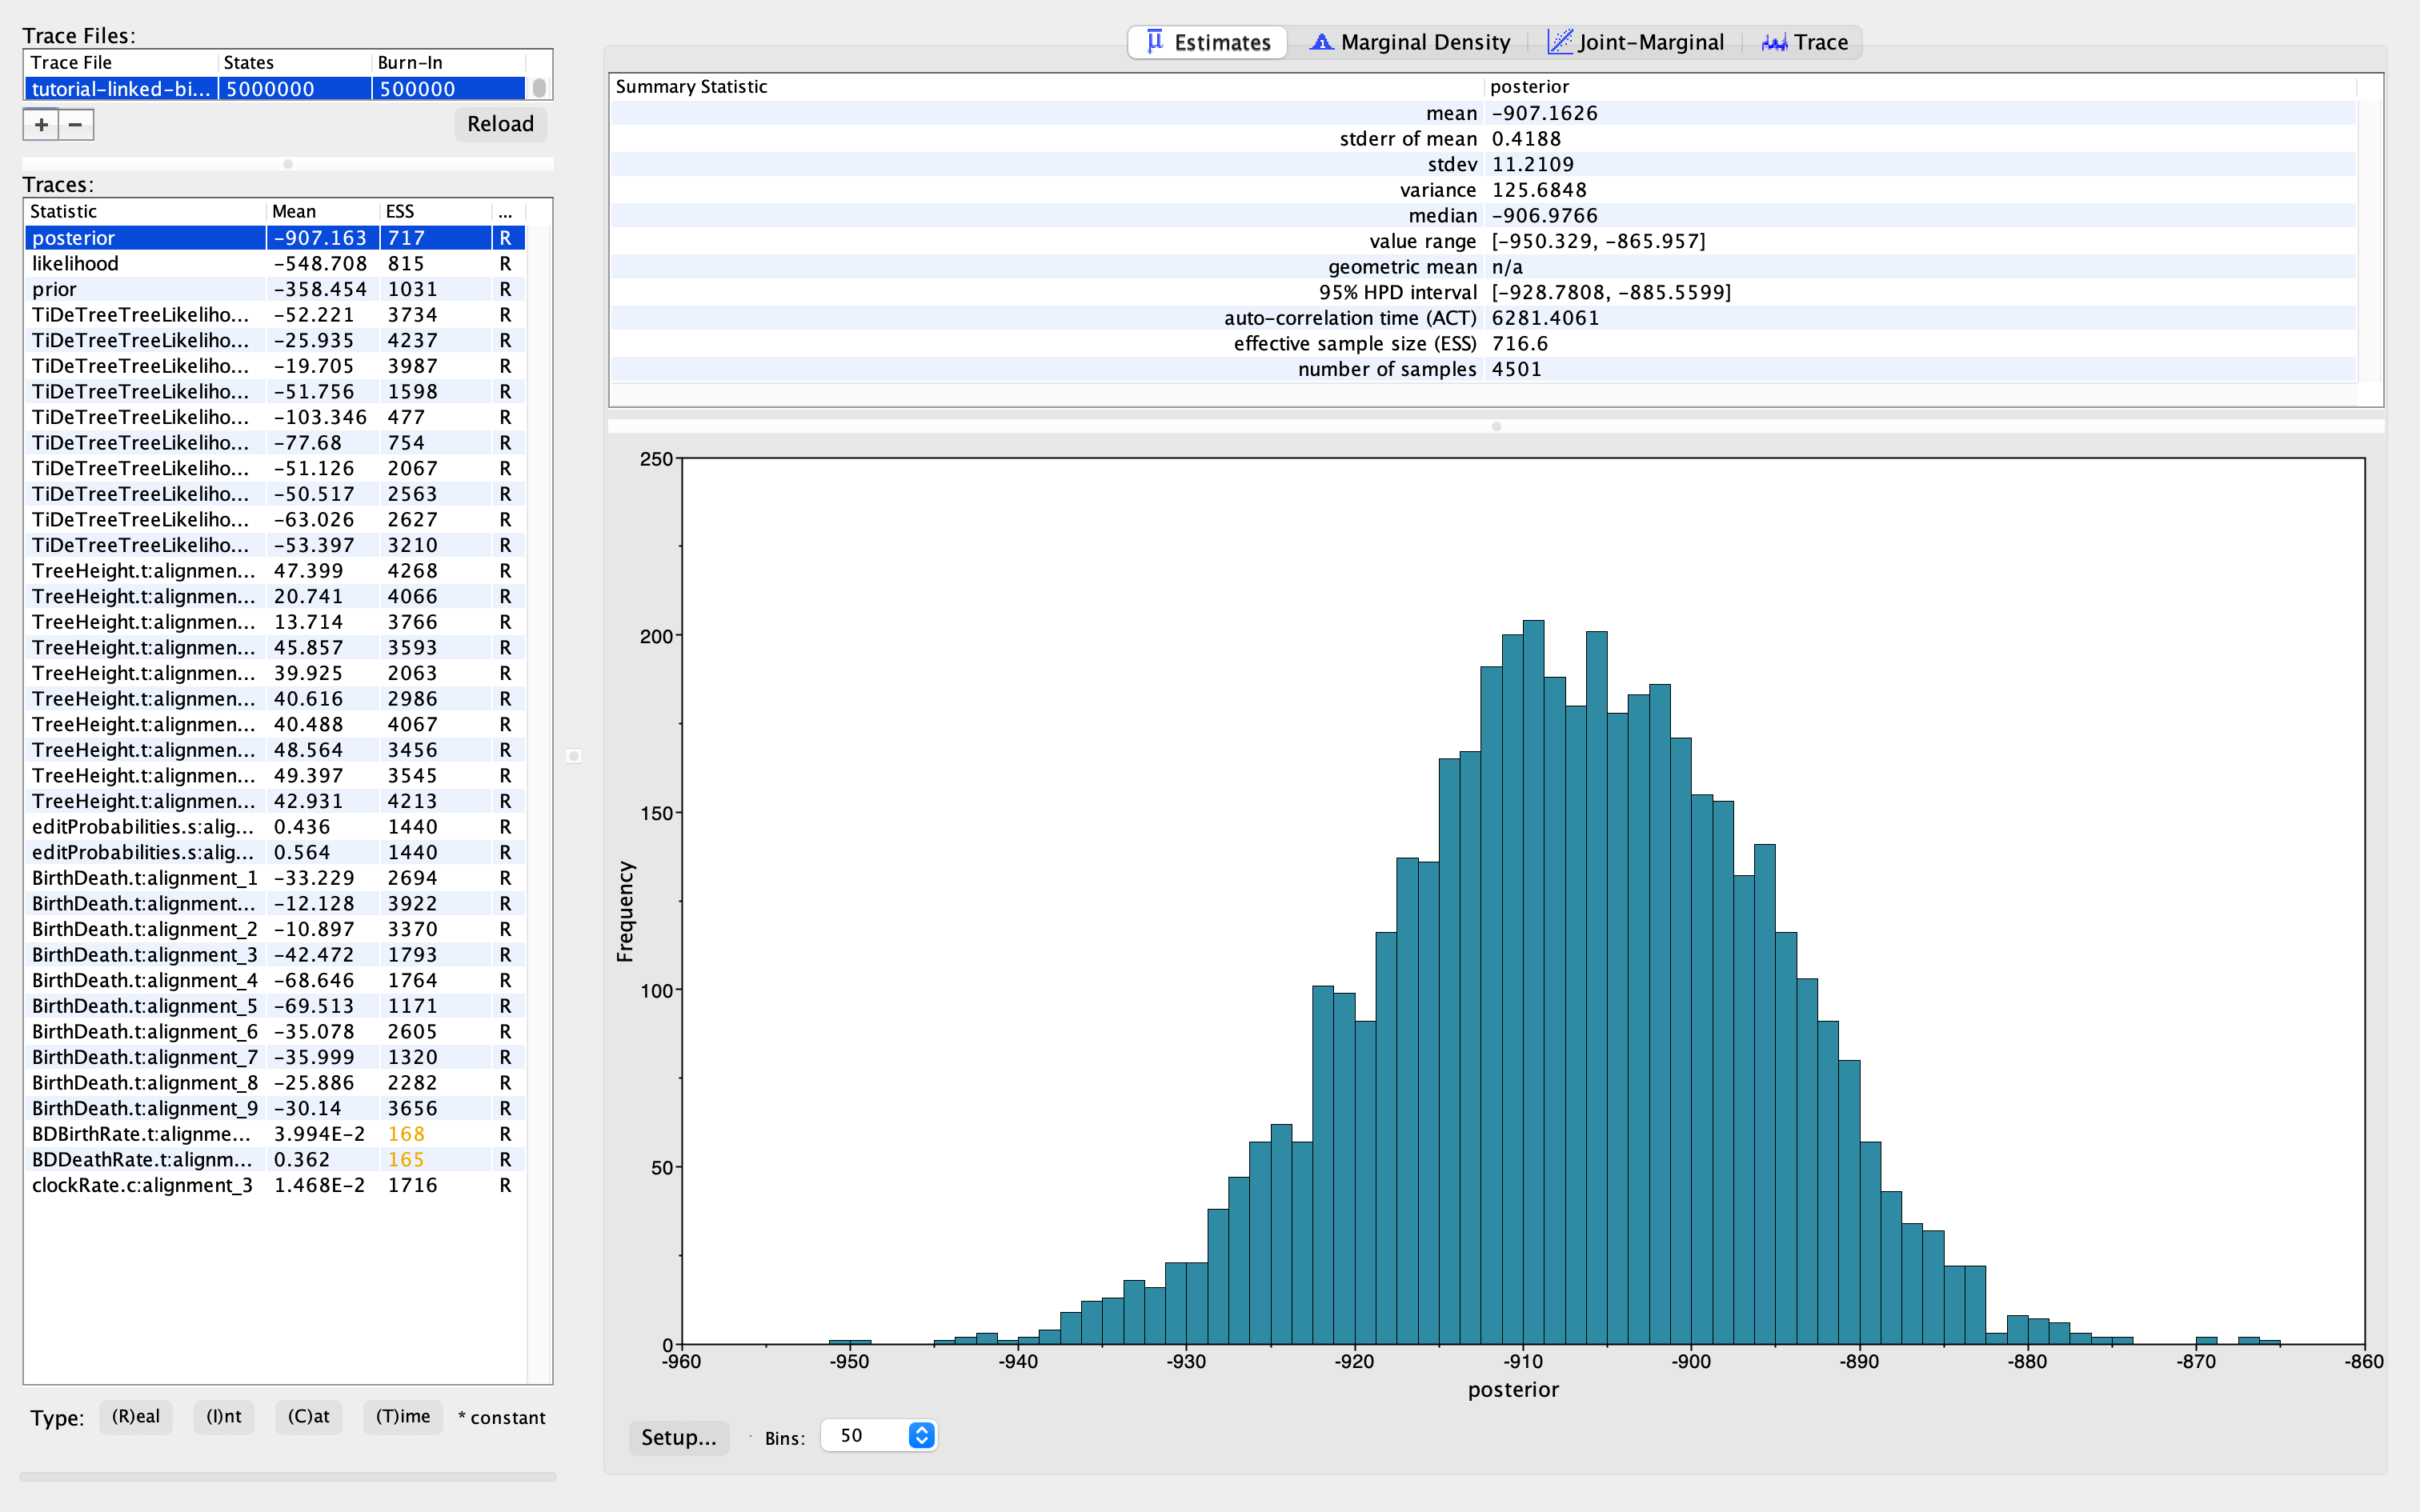 Trace Files:
Trace File States Burn-In
tutorial-linked-bi... 5000000 500000
+ − Reload
Traces:
Statistic Mean ESS ...
posterior -907.163 717 R
likelihood -548.708 815 R
prior -358.454 1031 R
TiDeTreeTreeLikeliho... -52.221 3734 R
TiDeTreeTreeLikeliho... -25.935 4237 R
TiDeTreeTreeLikeliho... -19.705 3987 R
TiDeTreeTreeLikeliho... -51.756 1598 R
TiDeTreeTreeLikeliho... -103.346 477 R
TiDeTreeTreeLikeliho... -77.68 754 R
TiDeTreeTreeLikeliho... -51.126 2067 R
TiDeTreeTreeLikeliho... -50.517 2563 R
TiDeTreeTreeLikeliho... -63.026 2627 R
TiDeTreeTreeLikeliho... -53.397 3210 R
TreeHeight.t:alignmen... 47.399 4268 R
TreeHeight.t:alignmen... 20.741 4066 R
TreeHeight.t:alignmen... 13.714 3766 R
TreeHeight.t:alignmen... 45.857 3593 R
TreeHeight.t:alignmen... 39.925 2063 R
TreeHeight.t:alignmen... 40.616 2986 R
TreeHeight.t:alignmen... 40.488 4067 R
TreeHeight.t:alignmen... 48.564 3456 R
TreeHeight.t:alignmen... 49.397 3545 R
TreeHeight.t:alignmen... 42.931 4213 R
editProbabilities.s:alig... 0.436 1440 R
editProbabilities.s:alig... 0.564 1440 R
BirthDeath.t:alignment_1 -33.229 2694 R
BirthDeath.t:alignment... -12.128 3922 R
BirthDeath.t:alignment_2 -10.897 3370 R
BirthDeath.t:alignment_3 -42.472 1793 R
BirthDeath.t:alignment_4 -68.646 1764 R
BirthDeath.t:alignment_5 -69.513 1171 R
BirthDeath.t:alignment_6 -35.078 2605 R
BirthDeath.t:alignment_7 -35.999 1320 R
BirthDeath.t:alignment_8 -25.886 2282 R
BirthDeath.t:alignment_9 -30.14 3656 R
BDBirthRate.t:alignme... 3.994E-2 168 R
BDDeathRate.t:alignm... 0.362 165 R
clockRate.c:alignment_3 1.468E-2 1716 R
Type: (R)eal (I)nt (C)at (T)ime * constant
Estimates Marginal Density Joint-Marginal Trace
Summary Statistic posterior
mean -907.1626
stderr of mean 0.4188
stdev 11.2109
variance 125.6848
median -906.9766
value range [-950.329, -865.957]
geometric mean n/a
95% HPD interval [-928.7808, -885.5599]
auto-correlation time (ACT) 6281.4061
effective sample size (ESS) 716.6
number of samples 4501
250
200
150
100
50
0
Frequency
-960 -950 -940 -930 -920 -910 -900 -890 -880 -870 -860
posterior
Setup... Bins: 50